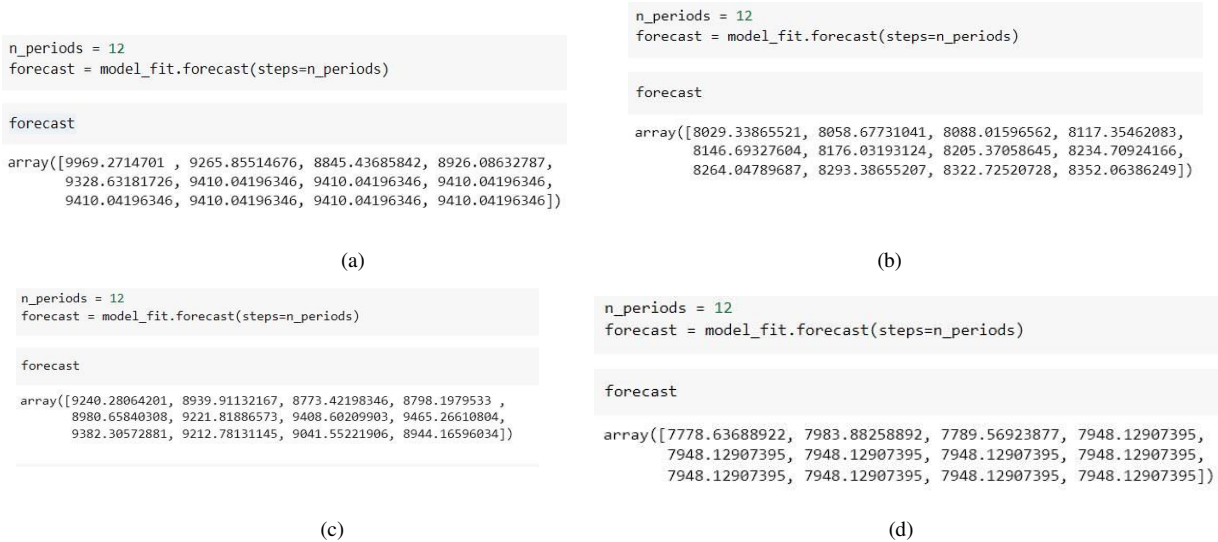 n_periods = 12
forecast = model_fit.forecast(steps=n_periods)
forecast
array([9969.2714701 , 9265.85514676, 8845.43685842, 8926.08632787,
9328.63181726, 9410.04196346, 9410.04196346, 9410.04196346,
9410.04196346, 9410.04196346, 9410.04196346, 9410.04196346])
(a)
n_periods = 12
forecast = model_fit.forecast(steps=n_periods)
forecast
array([8029.33865521, 8058.67731041, 8088.01596562, 8117.35462083,
8146.69327604, 8176.03193124, 8205.37058645, 8234.70924166,
8264.04789687, 8293.38655207, 8322.72520728, 8352.06386249])
(b)
n_periods = 12
forecast = model_fit.forecast(steps=n_periods)
forecast
array([9240.28064201, 8939.91132167, 8773.42198346, 8798.1979533 ,
8980.65840308, 9221.81886573, 9408.60209903, 9465.26610804,
9382.30572881, 9212.78131145, 9041.55221906, 8944.16596034])
(c)
n_periods = 12
forecast = model_fit.forecast(steps=n_periods)
forecast
array([7778.63688922, 7983.88258892, 7789.56923877, 7948.12907395,
7948.12907395, 7948.12907395, 7948.12907395, 7948.12907395,
7948.12907395, 7948.12907395, 7948.12907395, 7948.12907395])
(d)